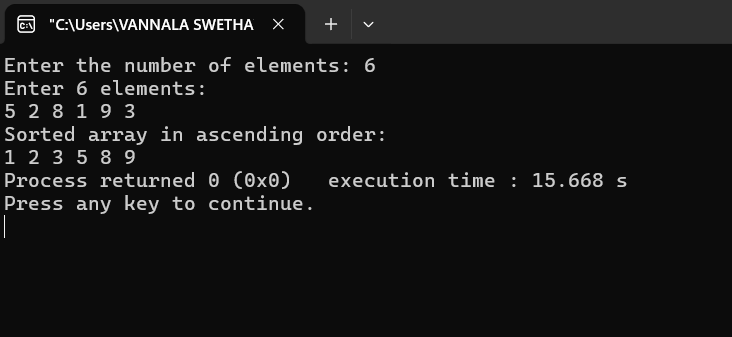 "C:\Users\VANNALA SWETHA
Enter the number of elements: 6
Enter 6 elements:
5 2 8 1 9 3
Sorted array in ascending order:
1 2 3 5 8 9
Process returned 0 (0x0)   execution time : 15.668 s
Press any key to continue.